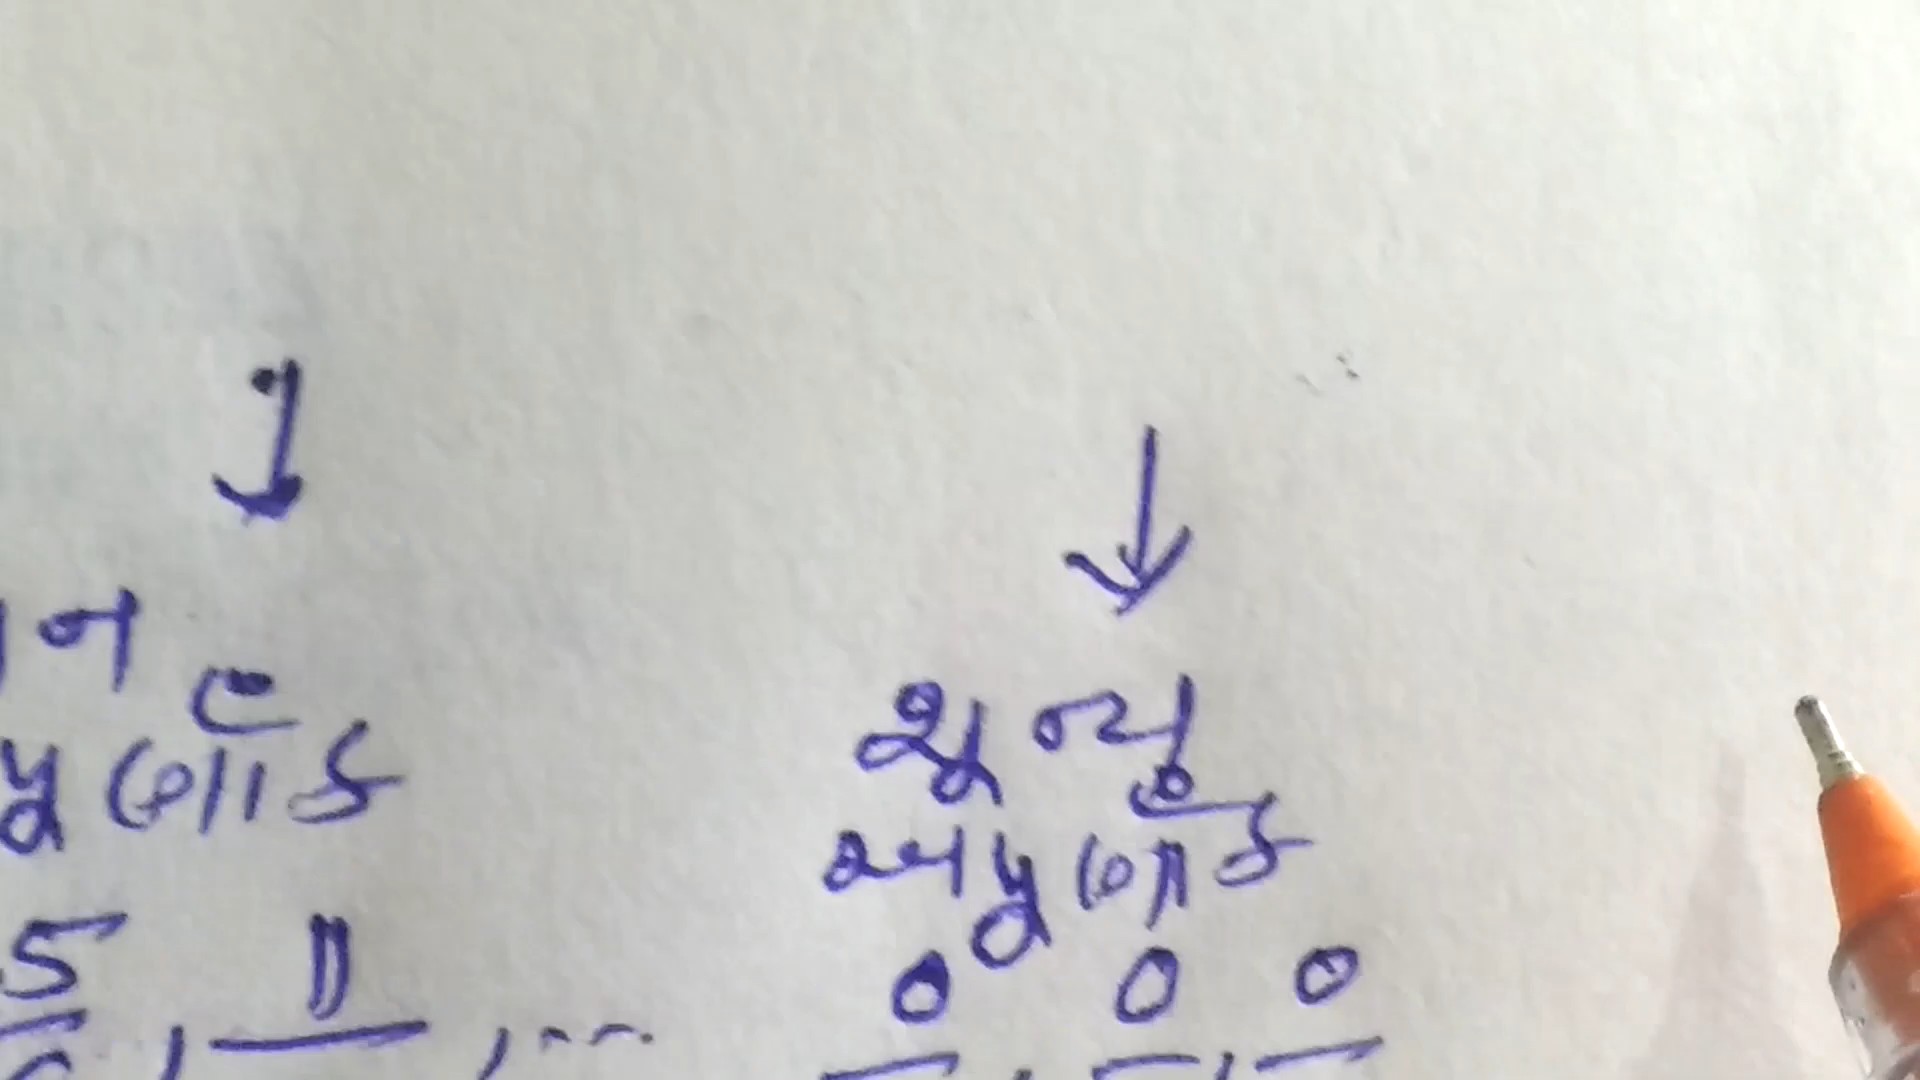 ન શૂન્ય
પૂર્ણાંક અપૂર્ણાંક
5 11 0 0 0
, , ... , ,